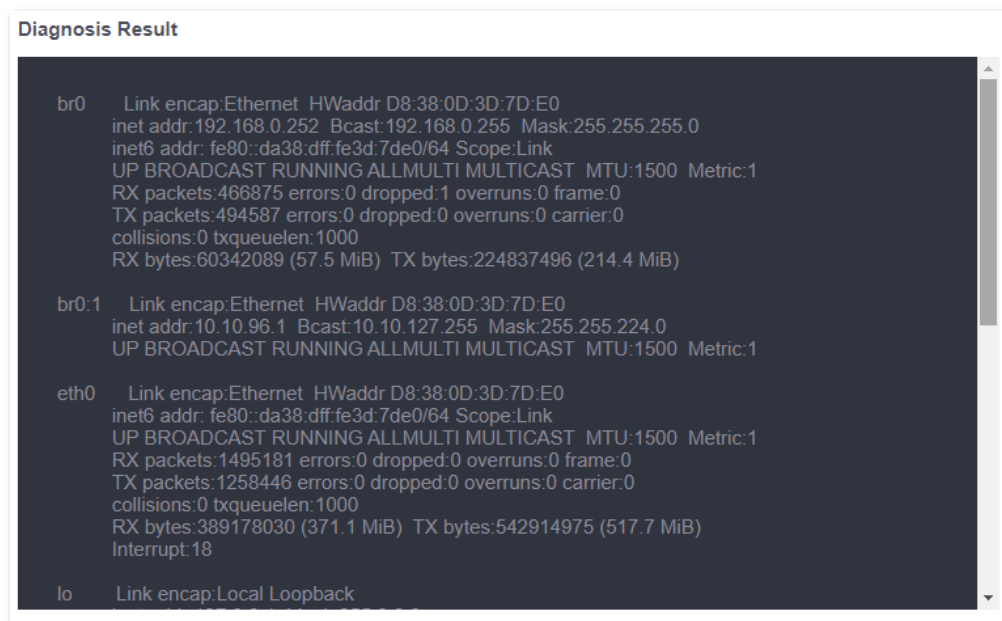 Diagnosis Result
br0 Link encap:Ethernet HWaddr D8:38:0D:3D:7D:E0
inet addr:192.168.0.252 Bcast:192.168.0.255 Mask:255.255.255.0
inet6 addr: fe80::da38:dff:fe3d:7de0/64 Scope:Link
UP BROADCAST RUNNING ALLMULTI MULTICAST MTU:1500 Metric:1
RX packets:466875 errors:0 dropped:1 overruns:0 frame:0
TX packets:494587 errors:0 dropped:0 overruns:0 carrier:0
collisions:0 txqueuelen:1000
RX bytes:60342089 (57.5 MiB) TX bytes:224837496 (214.4 MiB)
br0:1 Link encap:Ethernet HWaddr D8:38:0D:3D:7D:E0
inet addr:10.10.96.1 Bcast:10.10.127.255 Mask:255.255.224.0
UP BROADCAST RUNNING ALLMULTI MULTICAST MTU:1500 Metric:1
eth0 Link encap:Ethernet HWaddr D8:38:0D:3D:7D:E0
inet6 addr: fe80::da38:dff:fe3d:7de0/64 Scope:Link
UP BROADCAST RUNNING ALLMULTI MULTICAST MTU:1500 Metric:1
RX packets:1495181 errors:0 dropped:0 overruns:0 frame:0
TX packets:1258446 errors:0 dropped:0 overruns:0 carrier:0
collisions:0 txqueuelen:1000
RX bytes:389178030 (371.1 MiB) TX bytes:542914975 (517.7 MiB)
Interrupt:18
lo Link encap:Local Loopback